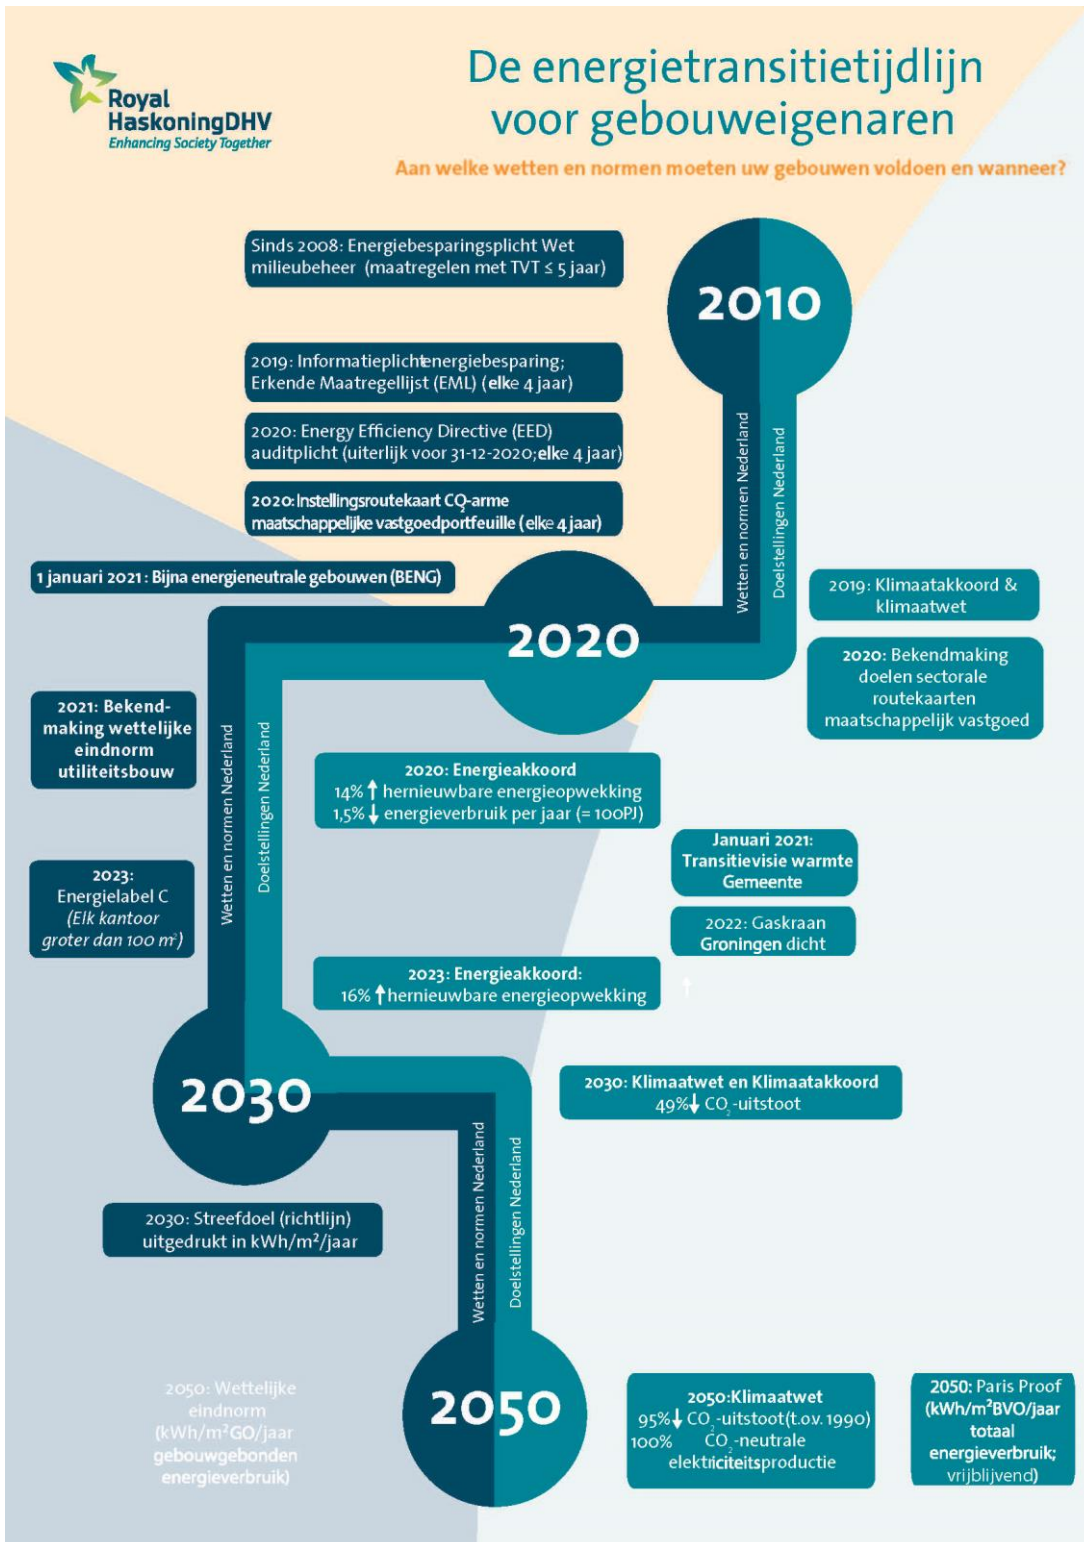 Royal
HaskoningDHV
Enhancing Society Together
De energietransitietijdlijn
voor gebouweigenaren
Aan welke wetten en normen moeten uw gebouwen voldoen en wanneer?
Sinds 2008: Energiebesparingsplicht Wet
milieubeheer (maatregelen met TVT ≤ 5 jaar)
2010
2019: Informatieplichtenergiebesparing;
Erkende Maatregellijst (EML) (elke 4 jaar)
2020: Energy Efficiency Directive (EED)
auditplicht (uiterlijk voor 31-12-2020;elke 4 jaar)
2020: Instellingsroutekaart CO2-arme
maatschappelijke vastgoedportfeuille (elke 4 jaar)
Wetten en normen Nederland
Doelstellingen Nederland
1 januari 2021: Bijna energieneutrale gebouwen (BENG)
2019: Klimaatakkoord &
klimaatwet
2020
2020: Bekendmaking
doelen sectorale
routekaarten
maatschappelijk vastgoed
2021: Bekend-
making wettelijke
eindnorm
utiliteitsbouw
Wetten en normen Nederland
Doelstellingen Nederland
2020: Energieakkoord
14% ↑ hernieuwbare energieopwekking
1,5% ↓ energieverbruik per jaar (= 100PJ)
Januari 2021:
Transitievisie warmte
Gemeente
2023:
Energielabel C
(Elk kantoor
groter dan 100 m²)
2022: Gaskraan
Groningen dicht
2023: Energieakkoord:
16% ↑ hernieuwbare energieopwekking
↑
2030
2030: Klimaatwet en Klimaatakkoord
49% ↓ CO2-uitstoot
Wetten en normen Nederland
Doelstellingen Nederland
2030: Streefdoel (richtlijn)
uitgedrukt in kWh/m²/jaar
2050
2050: Wettelijke
eindnorm
(kWh/m²GO/jaar
gebouwgebonden
energieverbruik)
2050:Klimaatwet
95% ↓ CO2-uitstoot(t.o.v. 1990)
100% CO2-neutrale
elektriciteitsproductie
2050: Paris Proof
(kWh/m²BVO/jaar
totaal
energieverbruik;
vrijblijvend)